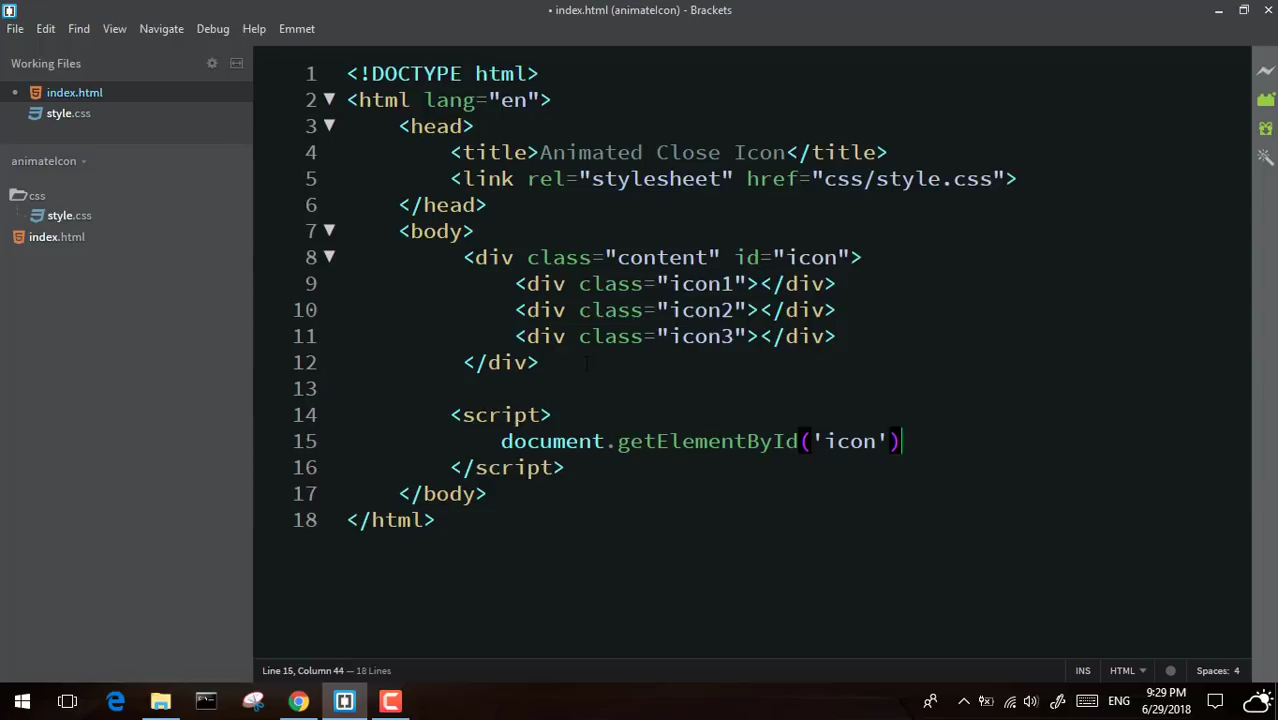 • index.html (animateIcon) - Brackets
File Edit Find View Navigate Debug Help Emmet
Working Files
• index.html
style.css
animateIcon
css
style.css
index.html
1 <!DOCTYPE html>
2 <html lang="en">
3 <head>
4 <title>Animated Close Icon</title>
5 <link rel="stylesheet" href="css/style.css">
6 </head>
7 <body>
8 <div class="content" id="icon">
9 <div class="icon1"></div>
10 <div class="icon2"></div>
11 <div class="icon3"></div>
12 </div>
13
14 <script>
15 document.getElementById('icon')
16 </script>
17 </body>
18 </html>
Line 15, Column 44 — 18 Lines
INS HTML Spaces: 4
ENG
9:29 PM
6/29/2018